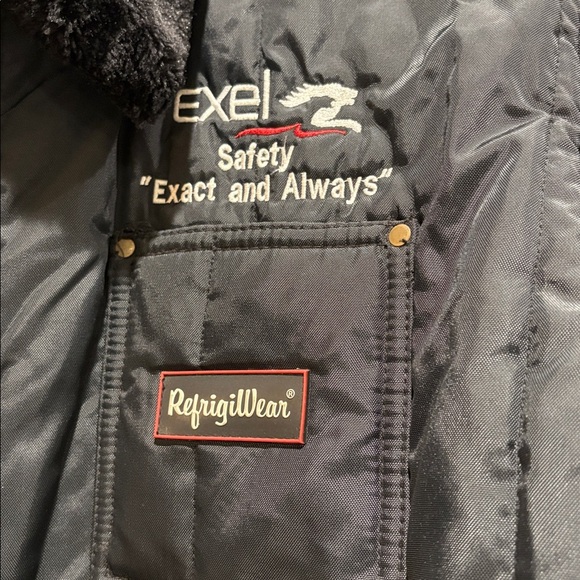 exel
Safety
"Exact and Always"
RefrigiWear®